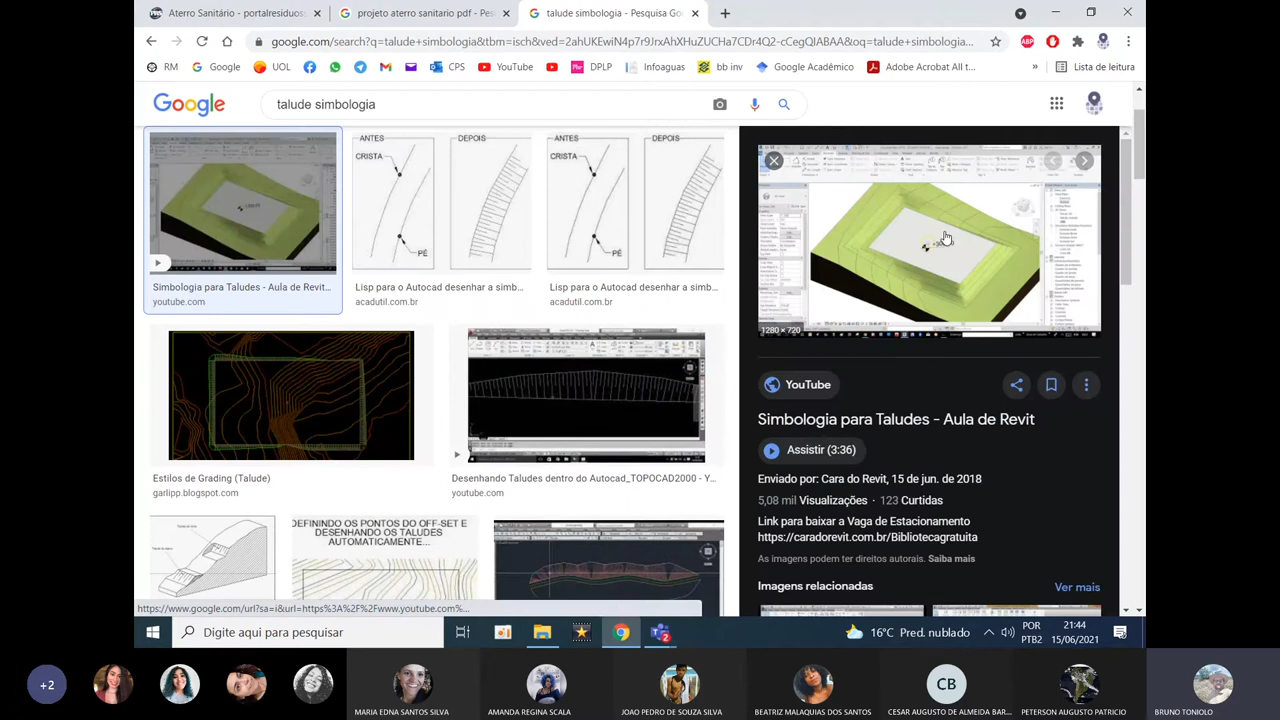 Aterro Sanitário - portalresiduoss
projeto aterro sanitario pdf - Pes
talude simbologia - Pesquisa Go
google.com/search?q=talude+simbologia&tbm=isch&ved=2ahUKEwiN4p7r9JrxAhXHuZUCHa7CDr4Q2-cCegQIABAA&oq=talude+simbologia...
RM
Google
UOL
CPS
YouTube
DPLP
Infoaguas
bb inv
Google Acadêmico
Adobe Acrobat All t...
»
Lista de leitura
Google
talude simbologia
ANTES
DEPOIS
CRISTA
PE
ANTES
DEPOIS
CRISTA
PE
Simbologia para Taludes - Aula de Revit...
youtube.com
para o Autocad desenhar a simb...
util.com.br
Lisp para o Autocad desenhar a simb...
acadutil.com.br
Estilos de Grading (Talude)
garlipp.blogspot.com
Desenhando Taludes dentro do Autocad_TOPOCAD2000 - Y...
youtube.com
DEFININDO OS PONTOS DO OFF-SET E
DESENHANDO OS TALUDES
AUTOMATICAMENTE...
1280 × 720
YouTube
Simbologia para Taludes - Aula de Revit
Assistir (3:36)
Enviado por: Cara do Revit, 15 de jun. de 2018
5,08 mil Visualizações · 123 Curtidas
Link para baixar a Vaga de Estacionamento
https://caradorevit.com.br/Bibliotecagratuita
As imagens podem ter direitos autorais. Saiba mais
Imagens relacionadas
Ver mais
https://www.google.com/url?sa=i&url=https%3A%2F%2Fwww.youtube.com%...
Digite aqui para pesquisar
16°C Pred. nublado
POR
PTB2
21:44
15/06/2021
+2
MARIA EDNA SANTOS SILVA
AMANDA REGINA SCALA
JOAO PEDRO DE SOUZA SILVA
BEATRIZ MALAQUIAS DOS SANTOS
CB
CESAR AUGUSTO DE ALMEIDA BAR...
PETERSON AUGUSTO PATRICIO
BRUNO TONIOLO